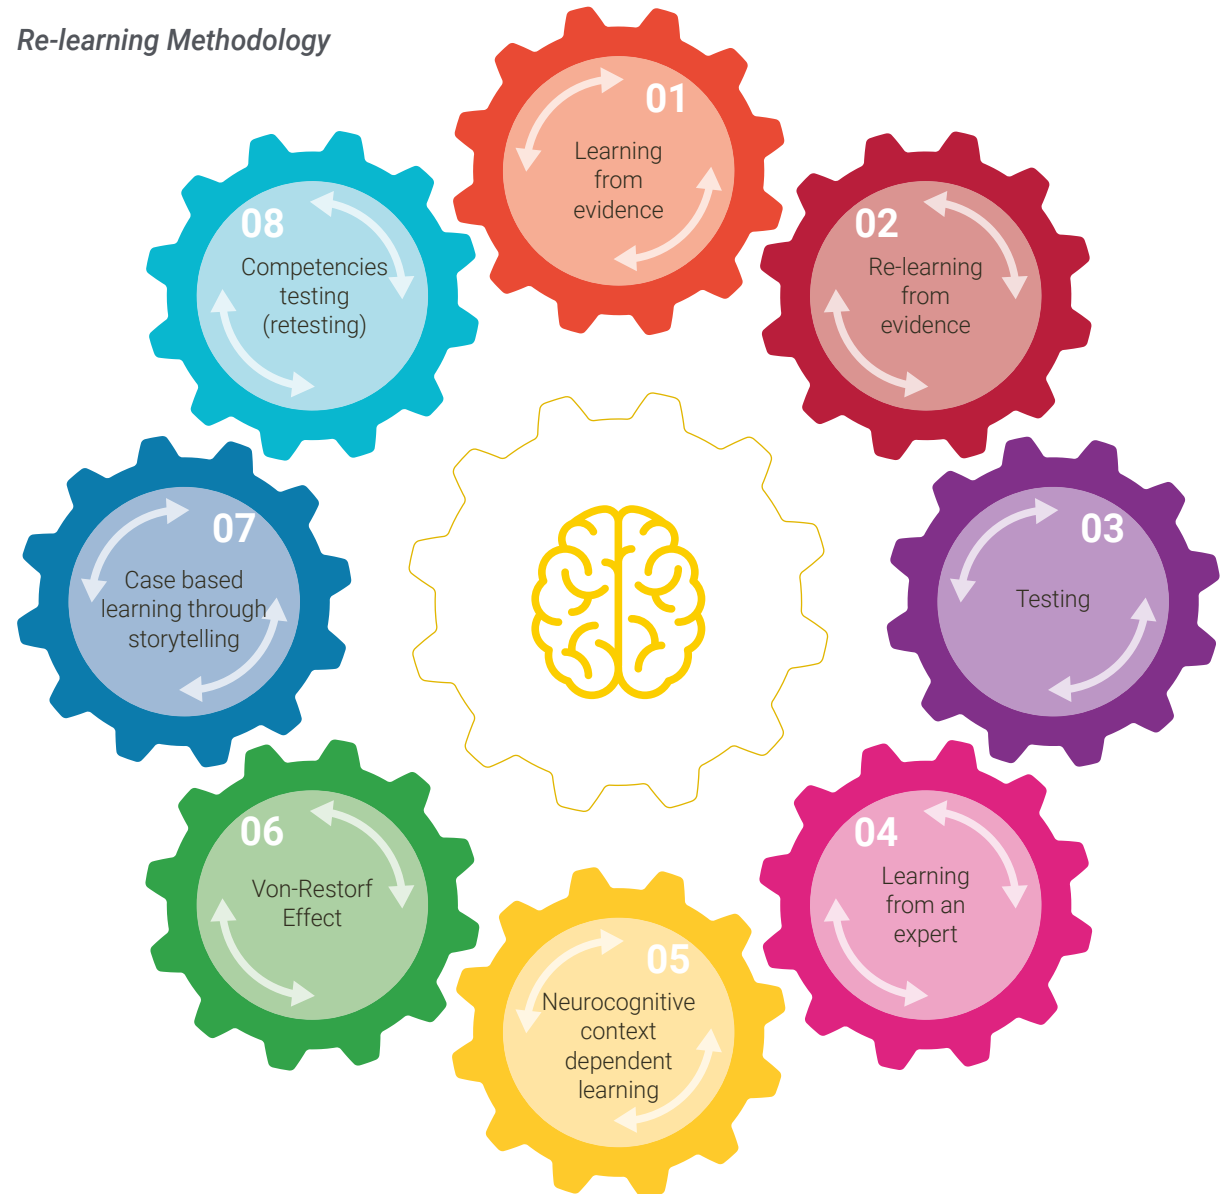 Re-learning Methodology
01
Learning
from
evidence
02
Re-learning
from
evidence
03
Testing
04
Learning
from an
expert
05
Neurocognitive
context
dependent
learning
06
Von-Restorf
Effect
07
Case based
learning through
storytelling
08
Competencies
testing
(retesting)